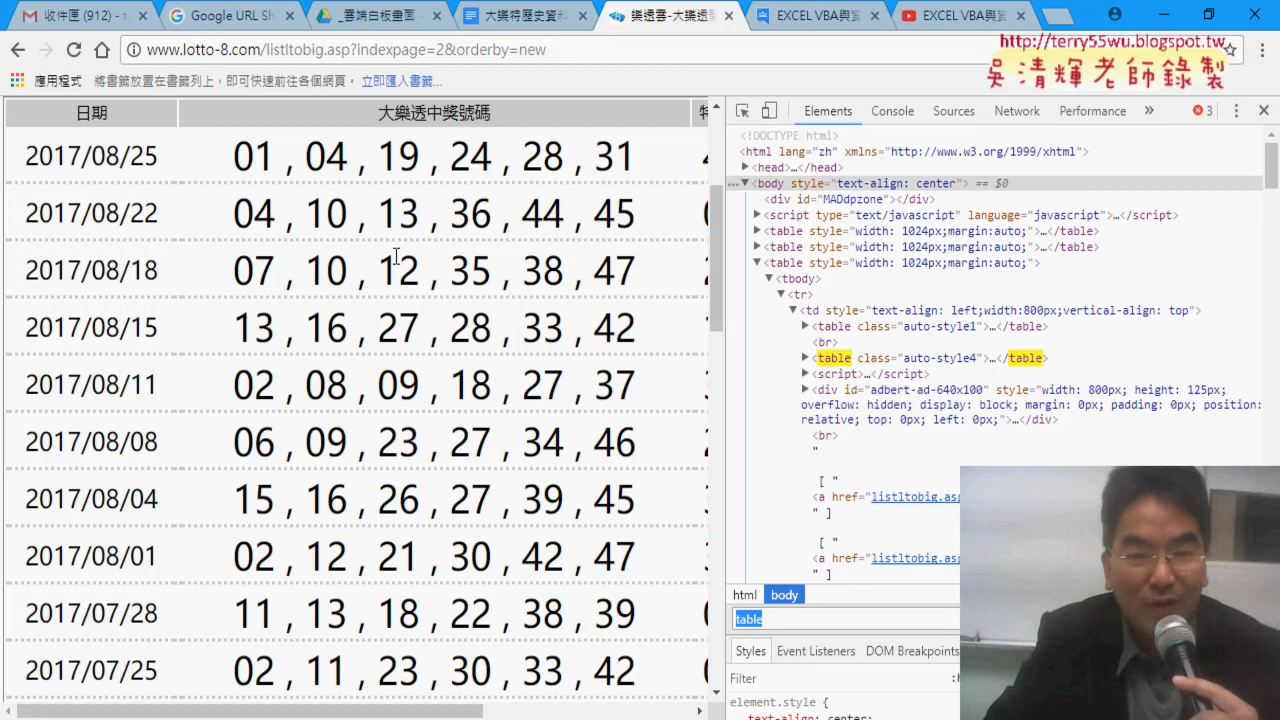 收件匣 (912) - t
Google URL Sh
_雲端白板畫面 -
大樂特歷史資料
樂透雲-大樂透
EXCEL VBA與
EXCEL VBA與
www.lotto-8.com/listltobig.asp?indexpage=2&orderby=new
http://terry55wu.blogspot.tw
吳清輝老師錄製
應用程式
將書籤放置在書籤列上，即可快速前往各個網頁。
立即匯入書籤...
日期
大樂透中獎號碼
2017/08/25 01 , 04 , 19 , 24 , 28 , 31
2017/08/22 04 , 10 , 13 , 36 , 44 , 45
2017/08/18 07 , 10 , 12 , 35 , 38 , 47
2017/08/15 13 , 16 , 27 , 28 , 33 , 42
2017/08/11 02 , 08 , 09 , 18 , 27 , 37
2017/08/08 06 , 09 , 23 , 27 , 34 , 46
2017/08/04 15 , 16 , 26 , 27 , 39 , 45
2017/08/01 02 , 12 , 21 , 30 , 42 , 47
2017/07/28 11 , 13 , 18 , 22 , 38 , 39
2017/07/25 02 , 11 , 23 , 30 , 33 , 42
Elements Console Sources Network Performance » 3
<!DOCTYPE html>
<html lang="zh" xmlns="http://www.w3.org/1999/xhtml">
<head>…</head>
<body style="text-align: center"> == $0
<div id="MADdpzone"></div>
<script type="text/javascript" language="javascript">…</script>
<table style="width: 1024px;margin:auto;">…</table>
<table style="width: 1024px;margin:auto;">…</table>
<table style="width: 1024px;margin:auto;">
<tbody>
<tr>
<td style="text-align: left;width:800px;vertical-align: top">
<table class="auto-style1">…</table>
<br>
<table class="auto-style4">…</table>
<script>…</script>
<div id="adbert-ad-640x100" style="width: 800px; height: 125px;
overflow: hidden; display: block; margin: 0px; padding: 0px; position:
relative; top: 0px; left: 0px;">…</div>
<br>
"
[ "
<a href="listltobig.asp
" ]
[ "
<a href="listltobig.asp
" ]
html body
table
Styles Event Listeners DOM Breakpoints
Filter :h
element.style {
text-align: center;